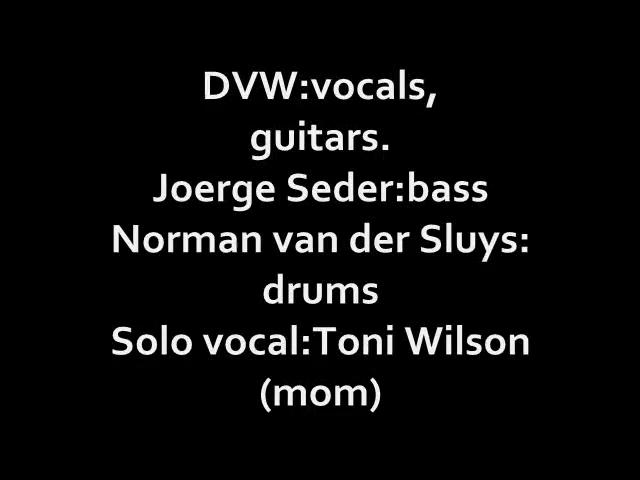 DVW:vocals,
guitars.
Joerge Seder:bass
Norman van der Sluys:
drums
Solo vocal:Toni Wilson
(mom)